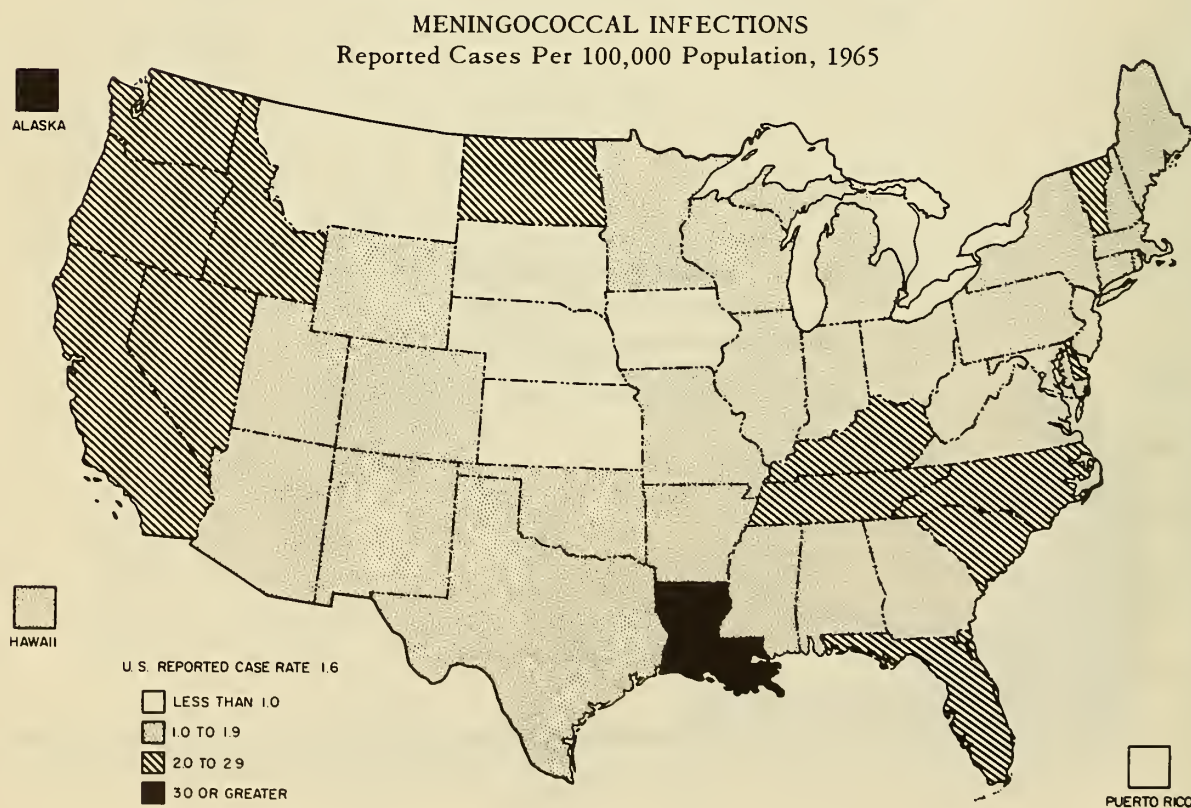 MENINGOCOCCAL INFECTIONS
Reported Cases Per 100,000 Population, 1965
ALASKA
HAWAII
U.S. REPORTED CASE RATE 1.6
LESS THAN 1.0
1.0 TO 1.9
2.0 TO 2.9
3.0 OR GREATER
PUERTO RICO